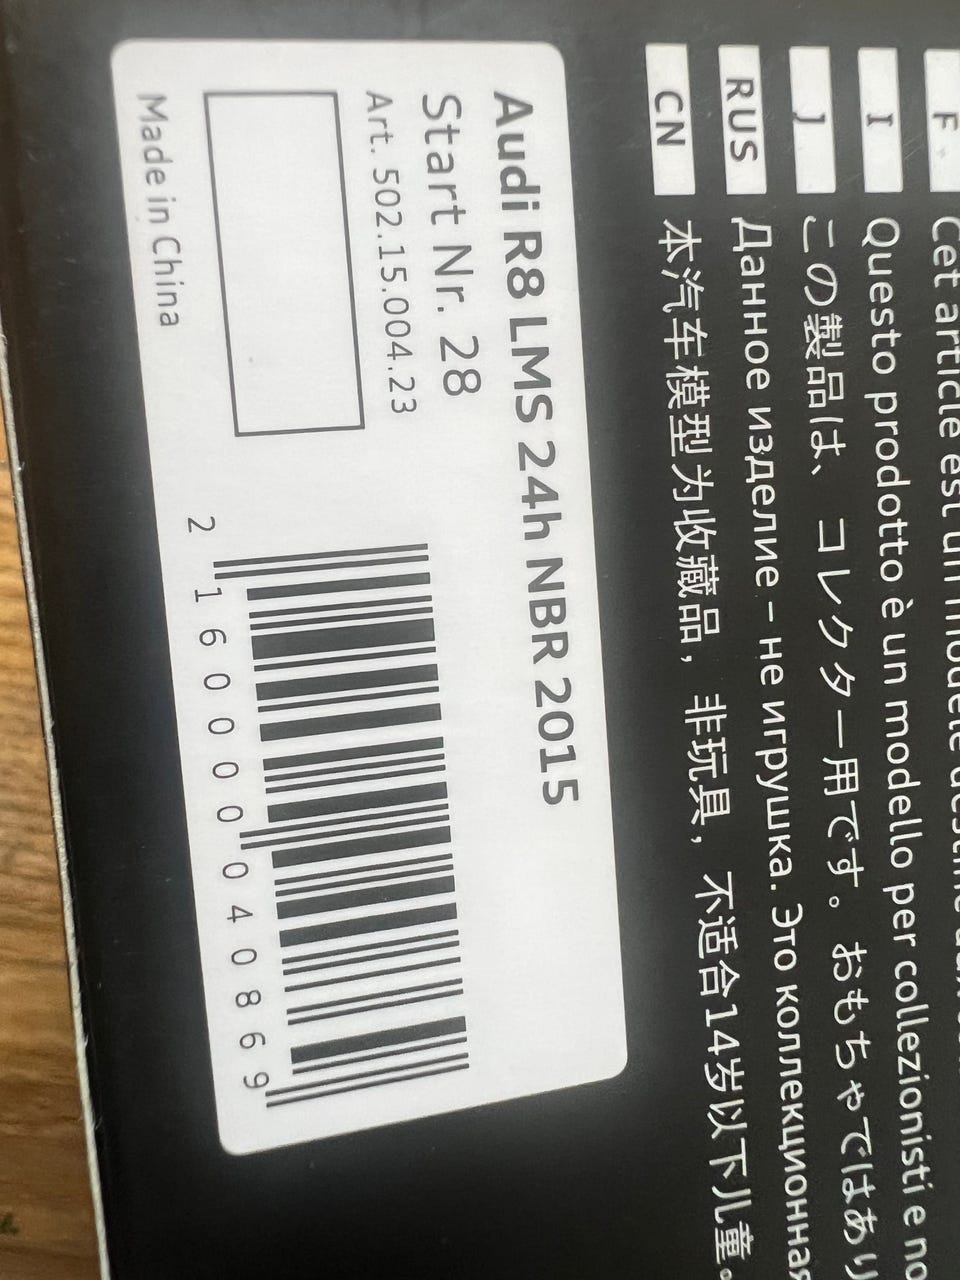 F
Cet article est un modèle destiné
I
Questo prodotto è un modello per collezionisti e no
J
この製品は、コレクター用です。おもちゃではあり
RUS
Данное изделие – не игрушка. Это коллекционная
CN
本汽车模型为收藏品，非玩具，不适合14岁以下儿童。
Audi R8 LMS 24h NBR 2015
Start Nr. 28
Art. 502.15.004.23
Made in China
2 160000 040869